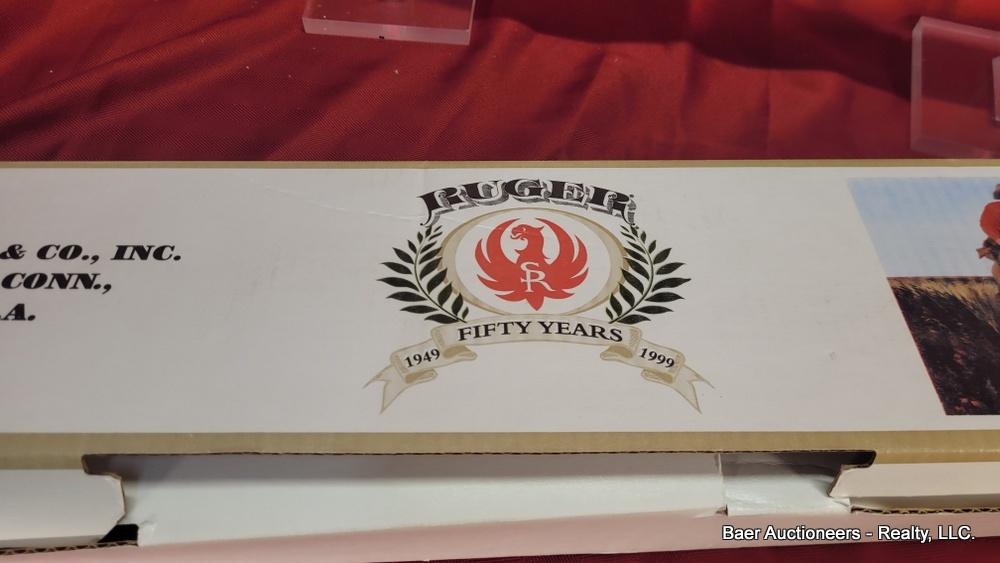 & CO., INC.
CONN.,
.A.
RUGER
SR
FIFTY YEARS
1949
1999
Baer Auctioneers - Realty, LLC.